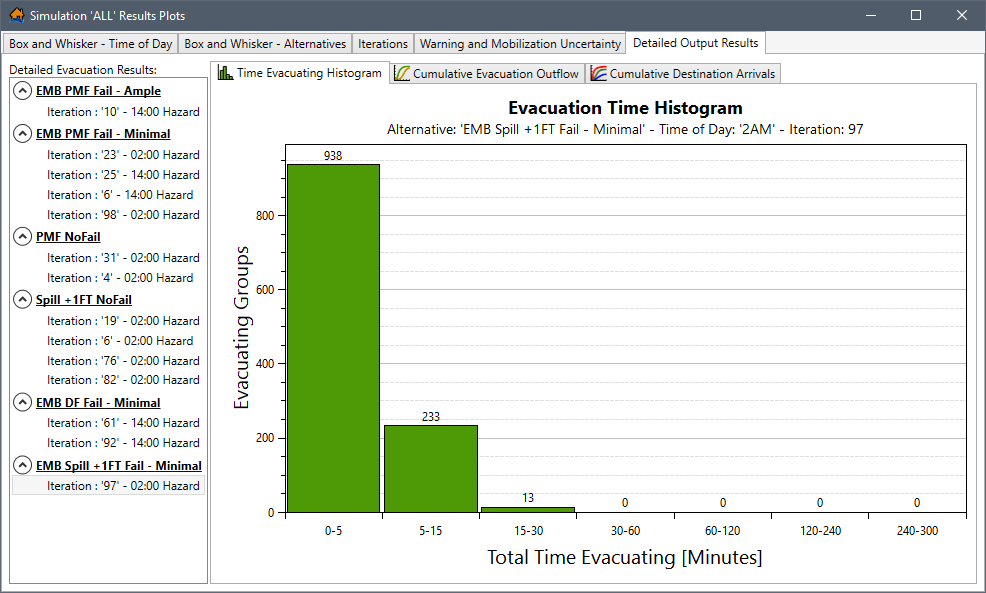 Simulation 'ALL' Results Plots
Box and Whisker - Time of Day
Box and Whisker - Alternatives
Iterations
Warning and Mobilization Uncertainty
Detailed Output Results
Detailed Evacuation Results:
EMB PMF Fail - Ample
Iteration : '10' - 14:00 Hazard
EMB PMF Fail - Minimal
Iteration : '23' - 02:00 Hazard
Iteration : '25' - 14:00 Hazard
Iteration : '6' - 14:00 Hazard
Iteration : '98' - 02:00 Hazard
PMF NoFail
Iteration : '31' - 02:00 Hazard
Iteration : '4' - 02:00 Hazard
Spill +1FT NoFail
Iteration : '19' - 02:00 Hazard
Iteration : '6' - 02:00 Hazard
Iteration : '76' - 02:00 Hazard
Iteration : '82' - 02:00 Hazard
EMB DF Fail - Minimal
Iteration : '61' - 14:00 Hazard
Iteration : '92' - 14:00 Hazard
EMB Spill +1FT Fail - Minimal
Iteration : '97' - 02:00 Hazard
Time Evacuating Histogram
Cumulative Evacuation Outflow
Cumulative Destination Arrivals
Evacuation Time Histogram
Alternative: 'EMB Spill +1FT Fail - Minimal' - Time of Day: '2AM' - Iteration: 97
Evacuating Groups
800
600
400
200
0
938
233
13
0
0
0
0
0-5
5-15
15-30
30-60
60-120
120-240
240-300
Total Time Evacuating [Minutes]